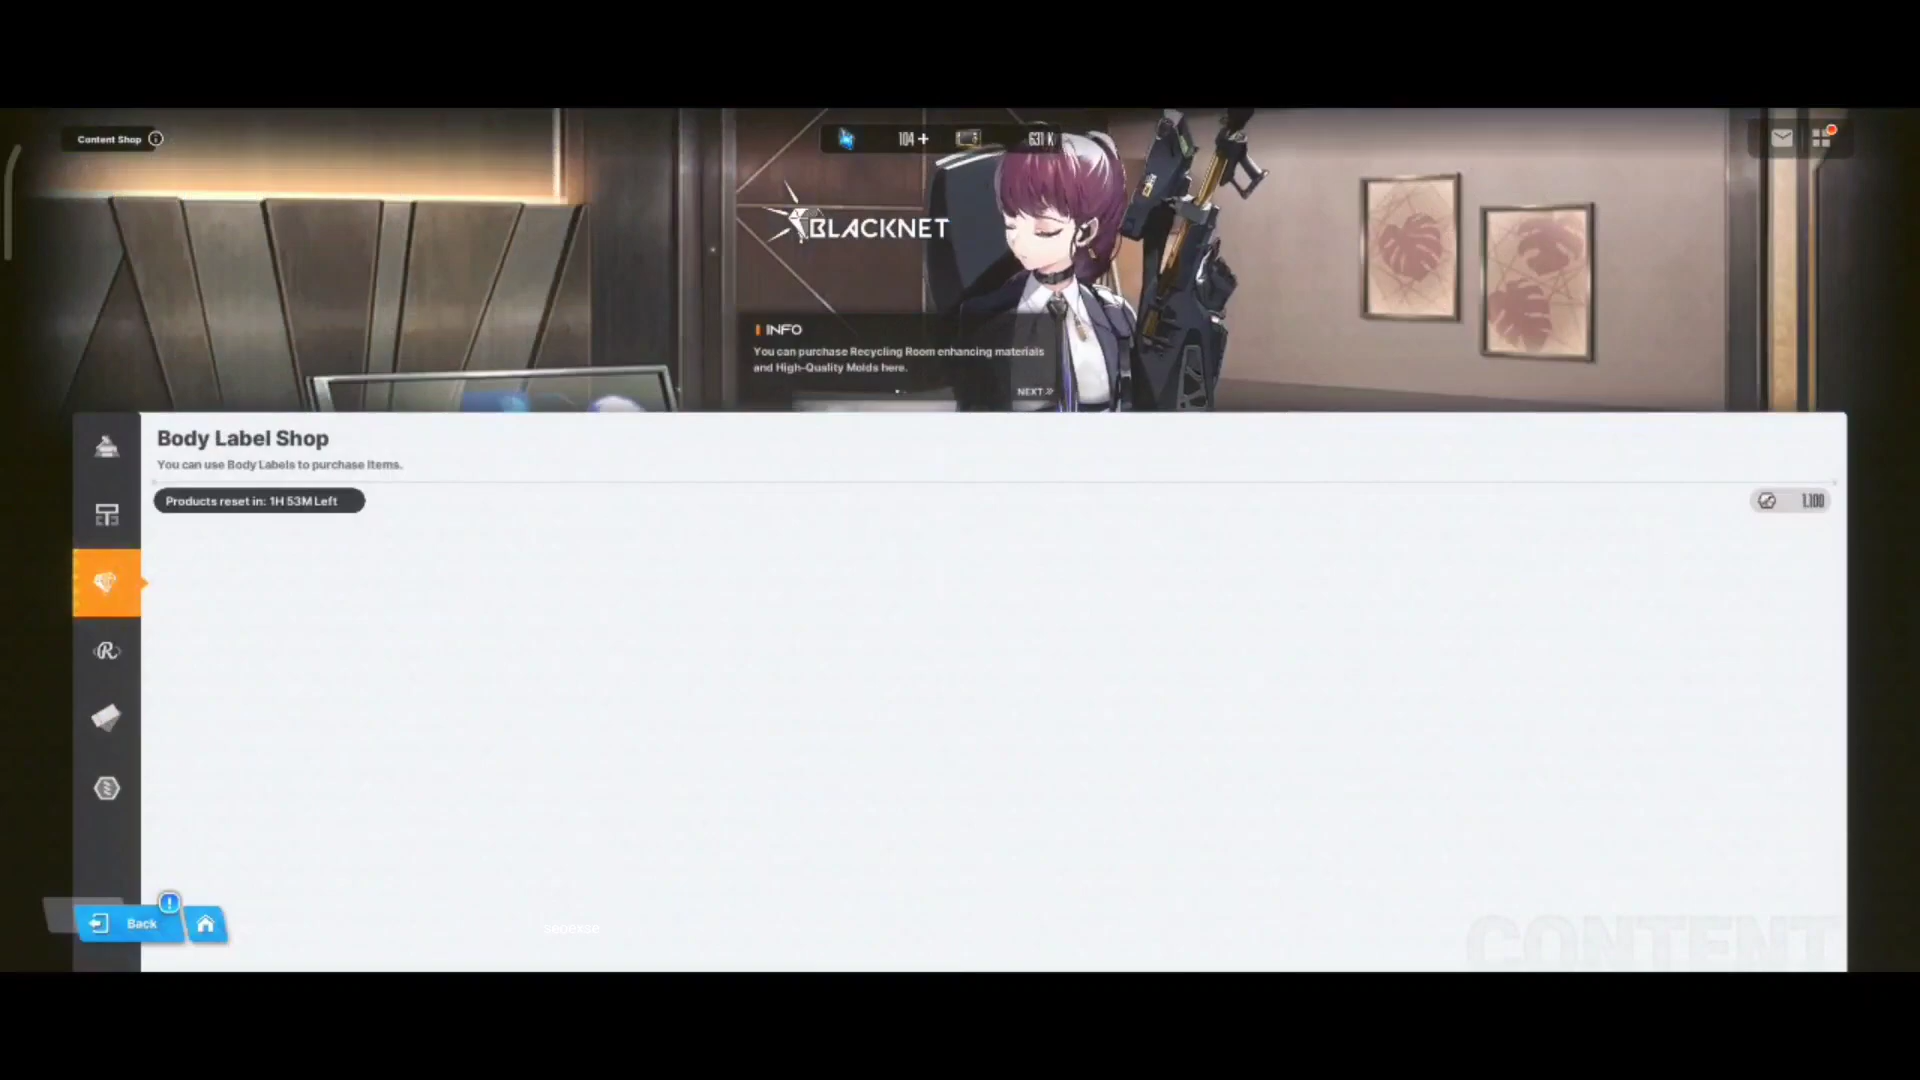 Content Shop
104 +
631 K
BLACKNET
INFO
You can purchase Recycling Room enhancing materials
and High-Quality Molds here.
NEXT
Body Label Shop
You can use Body Labels to purchase items.
Products reset in: 1H 53M Left
1,100
Back
seoexse
CONTENT